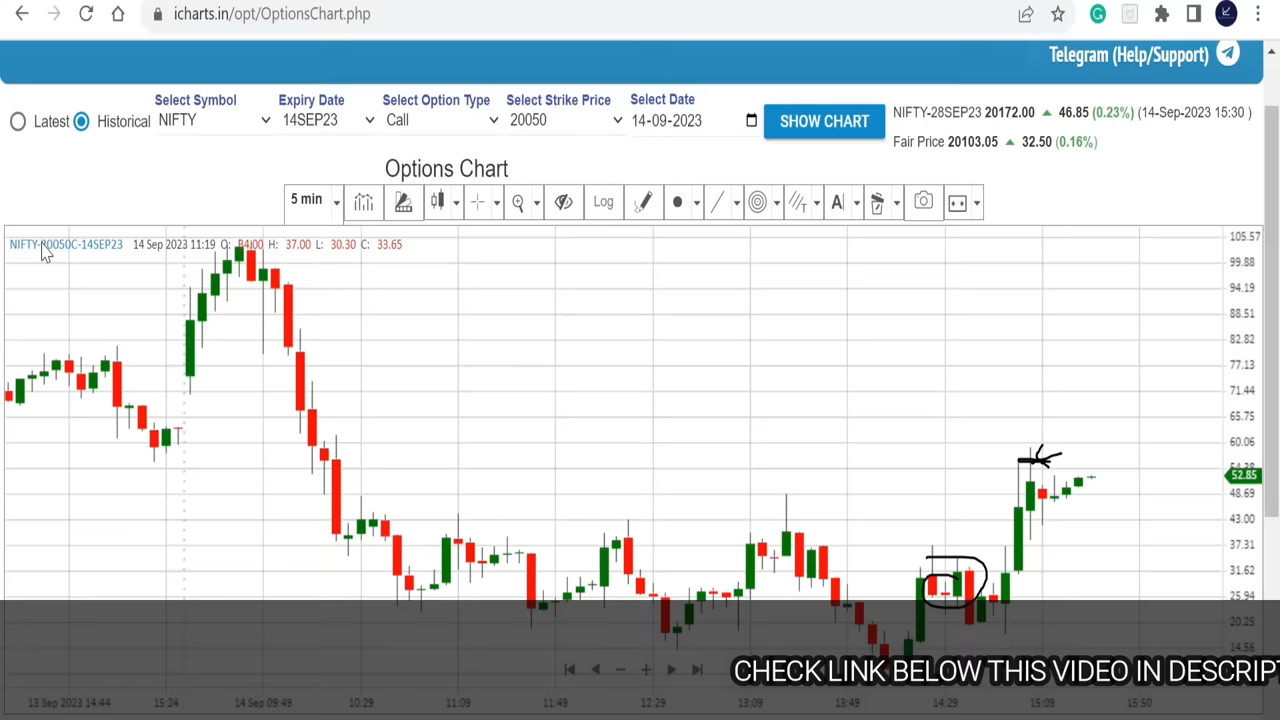 icharts.in/opt/OptionsChart.php
Telegram (Help/Support)
Latest Historical
Select Symbol Expiry Date Select Option Type Select Strike Price Select Date
NIFTY 14SEP23 Call 20050 14-09-2023 SHOW CHART
NIFTY-28SEP23 20172.00 ▲ 46.85 (0.23%) (14-Sep-2023 15:30 )
Fair Price 20103.05 ▲ 32.50 (0.16%)
Options Chart
5 min Log T A
NIFTY-20050C-14SEP23 14 Sep 2023 11:19 O: 34.00 H: 37.00 L: 30.30 C: 33.65
105.57
99.88
94.19
88.51
82.82
77.13
71.44
65.75
60.06
54.28
52.85
48.69
43.00
37.31
31.62
25.94
20.25
14.56
CHECK LINK BELOW THIS VIDEO IN DESCRIPT
13 Sep 2023 14:44 15:24 14 Sep 09:49 10:29 11:09 11:49 12:29 13:09 13:49 14:29 15:09 15:50